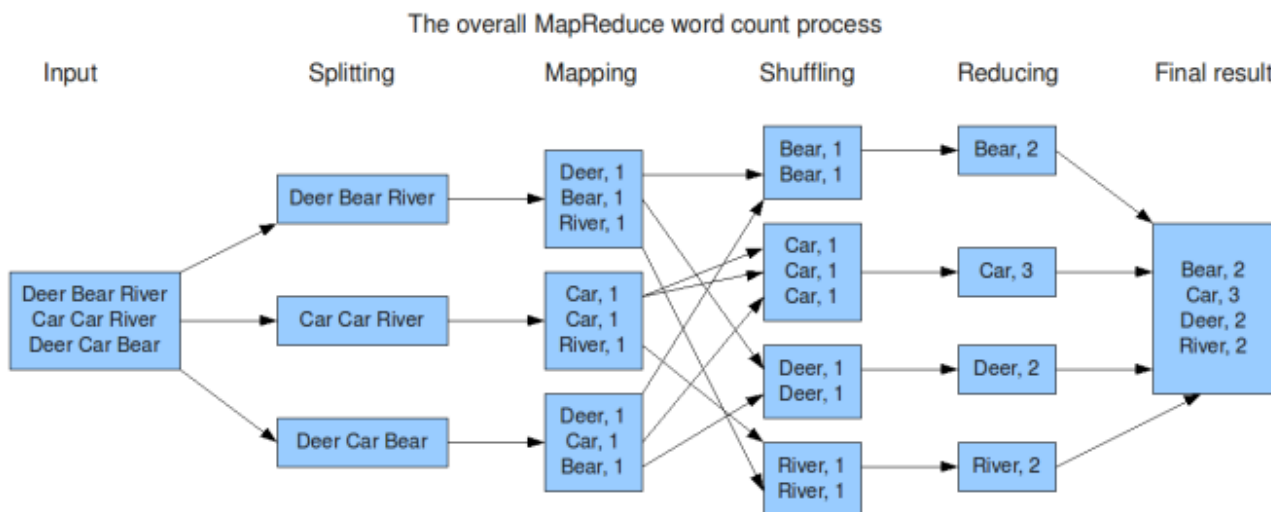 The overall MapReduce word count process
Input
Splitting
Mapping
Shuffling
Reducing
Final result
Deer Bear River
Car Car River
Deer Car Bear
Deer Bear River
Car Car River
Deer Car Bear
Deer, 1
Bear, 1
River, 1
Car, 1
Car, 1
River, 1
Deer, 1
Car, 1
Bear, 1
Bear, 1
Bear, 1
Car, 1
Car, 1
Car, 1
Deer, 1
Deer, 1
River, 1
River, 1
Bear, 2
Car, 3
Deer, 2
River, 2
Bear, 2
Car, 3
Deer, 2
River, 2